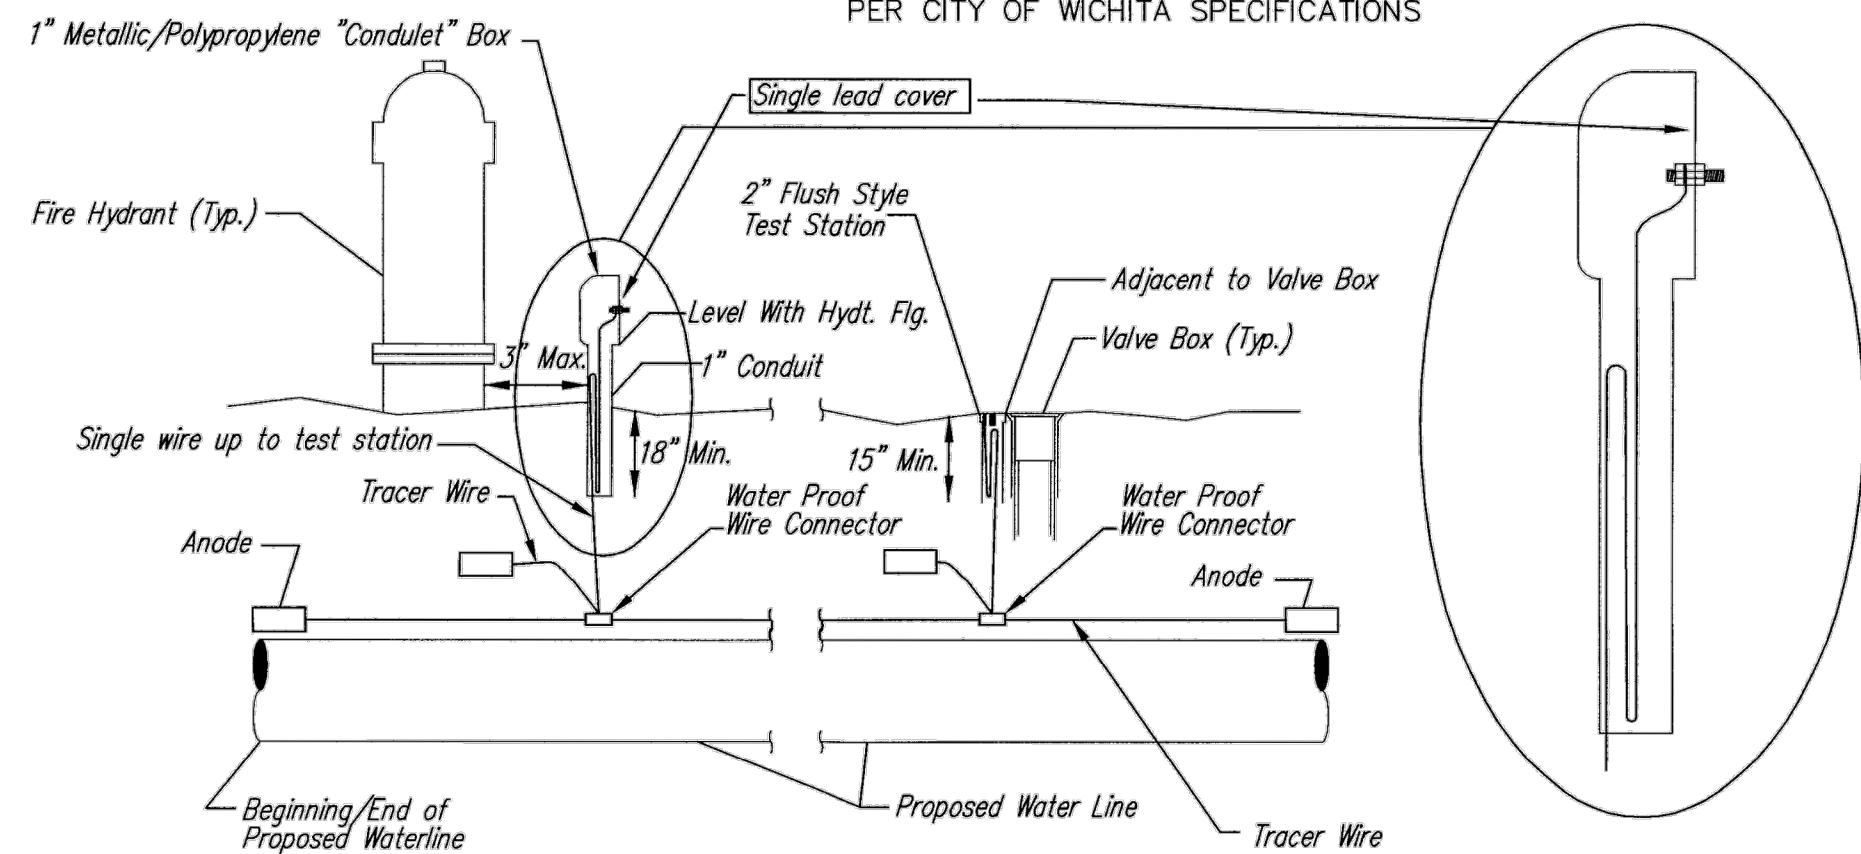 PER CITY OF WICHITA SPECIFICATIONS
1" Metallic/Polypropylene "Condulet" Box
Single lead cover
Fire Hydrant (Typ.)
2" Flush Style
Test Station
Adjacent to Valve Box
Level With Hydt. Flg.
Valve Box (Typ.)
3" Max.
1" Conduit
Single wire up to test station
18" Min.
15" Min.
Tracer Wire
Water Proof
Wire Connector
Water Proof
Wire Connector
Anode
Anode
Beginning/End of
Proposed Waterline
Proposed Water Line
Tracer Wire